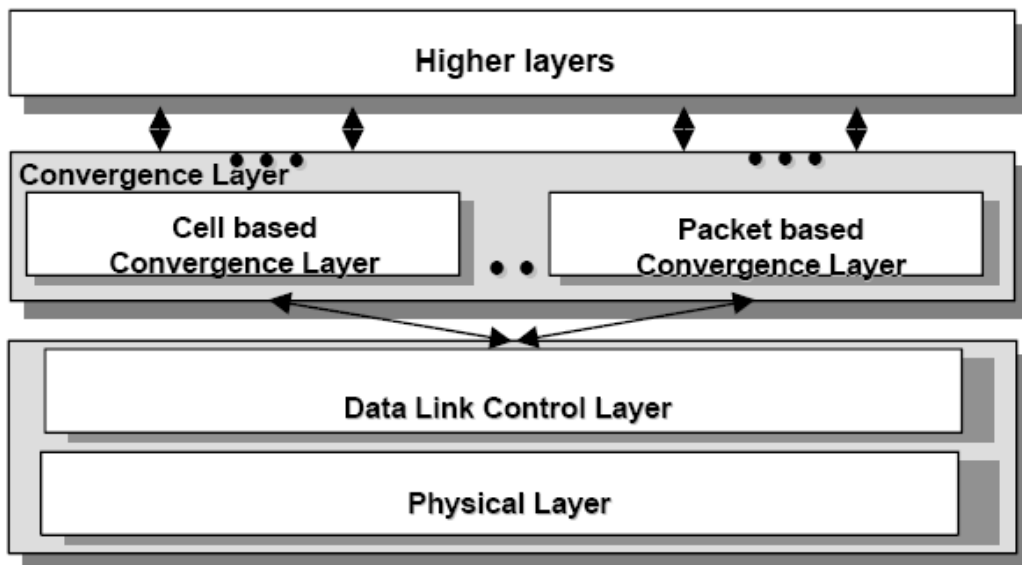 Higher layers
Convergence Layer
Cell based
Convergence Layer
Packet based
Convergence Layer
Data Link Control Layer
Physical Layer